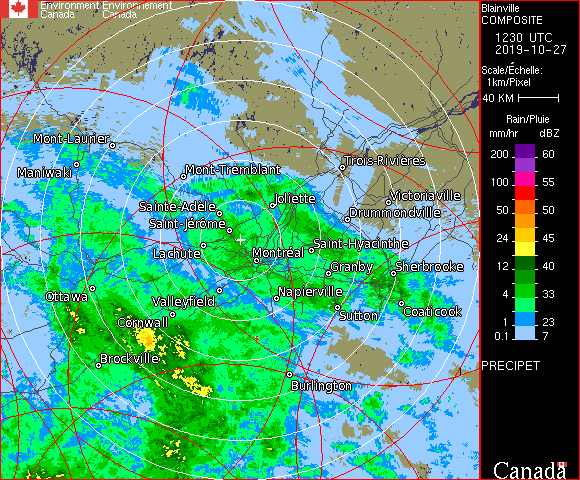 Environment Environnement
Canada Canada
Blainville
COMPOSITE
1230 UTC
2019-10-27
Scale/Échelle:
1km/Pixel
40 KM
Rain/Pluie
mm/hr dBZ
200 60
100 55
50 50
24 45
12 40
4 33
1 23
0.1 7
PRECIPET
Mont-Laurier
Maniwaki
Mont-Tremblant
Trois-Rivières
Joliette
Victoriaville
Sainte-Adèle
Drummondville
Saint-Jérôme
Lachute
Montréal
Saint-Hyacinthe
Granby
Sherbrooke
Ottawa
Valleyfield
Napierville
Sutton
Coaticook
Cornwall
Brockville
Burlington
Canada